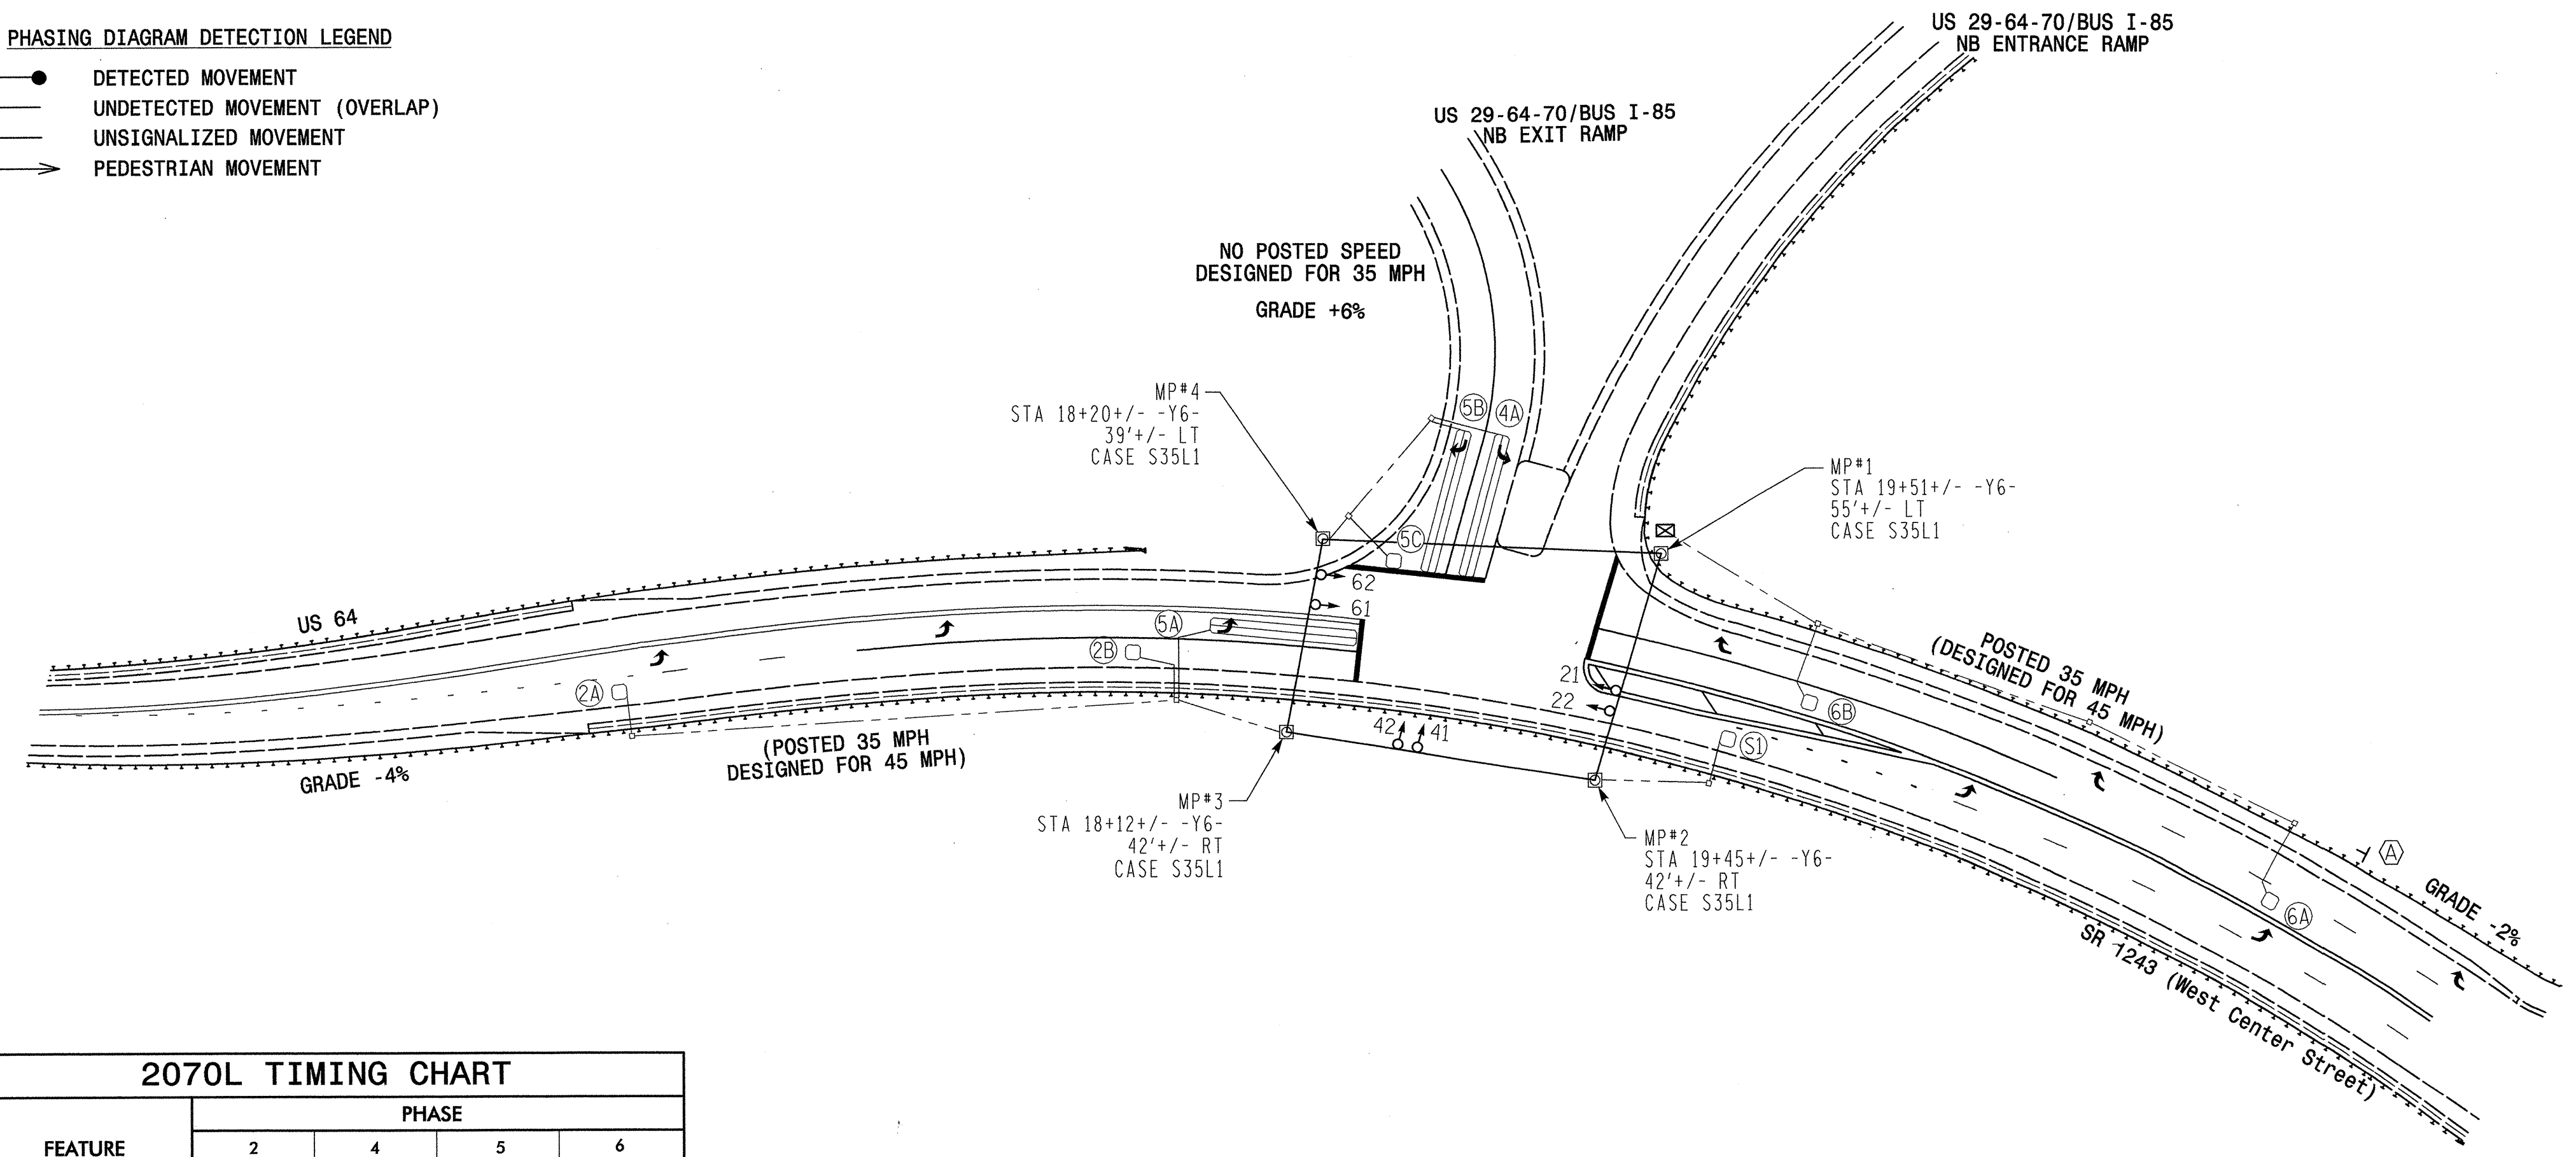 PHASING DIAGRAM DETECTION LEGEND
DETECTED MOVEMENT
UNDETECTED MOVEMENT (OVERLAP)
UNSIGNALIZED MOVEMENT
PEDESTRIAN MOVEMENT
US 29-64-70/BUS I-85
NB ENTRANCE RAMP
US 29-64-70/BUS I-85
NB EXIT RAMP
NO POSTED SPEED
DESIGNED FOR 35 MPH
GRADE +6%
MP#4
STA 18+20+/- -Y6-
39'+/- LT
CASE S35L1
5B
4A
MP#1
STA 19+51+/- -Y6-
55'+/- LT
CASE S35L1
5C
62
61
US 64
5A
2B
2A
21
22
42
41
6B
S1
POSTED 35 MPH
(DESIGNED FOR 45 MPH)
(POSTED 35 MPH
DESIGNED FOR 45 MPH)
GRADE -4%
MP#3
STA 18+12+/- -Y6-
42'+/- RT
CASE S35L1
MP#2
STA 19+45+/- -Y6-
42'+/- RT
CASE S35L1
A
6A
GRADE -2%
SR 1243 (West Center Street)
2070L TIMING CHART
FEATURE
PHASE
2 4 5 6